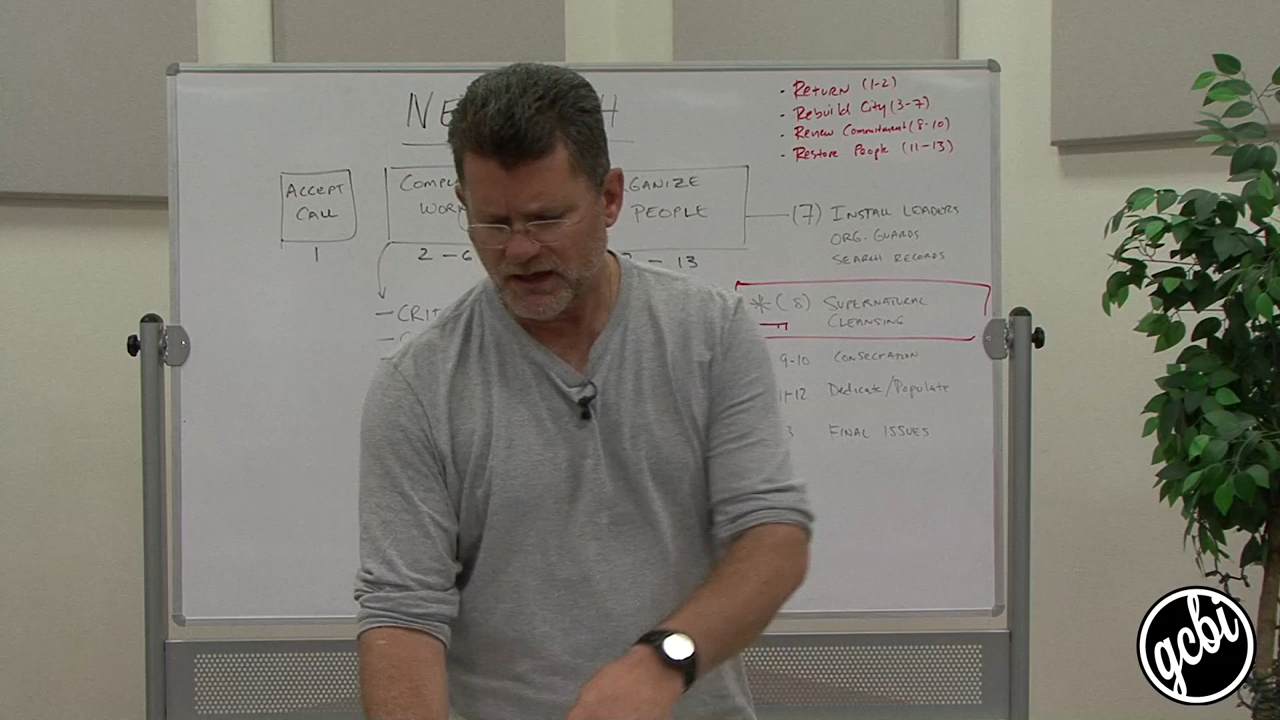 NE H
- RETURN (1-2)
- Rebuild City (3-7)
- Renew Commitment (8-10)
- Restore People (11-13)
ACCEPT
CALL
1
COMPL
WORK
2 - 6
GANIZE
PEOPLE
- 13
(7) INSTALL LEADERS
ORG. GUARDS
SEARCH RECORDS
- CRIT
* (8) SUPERNATURAL
CLEANSING
9-10 CONSECRATION
11-12 Dedicate/Populate
3 FINAL ISSUES
gcbi